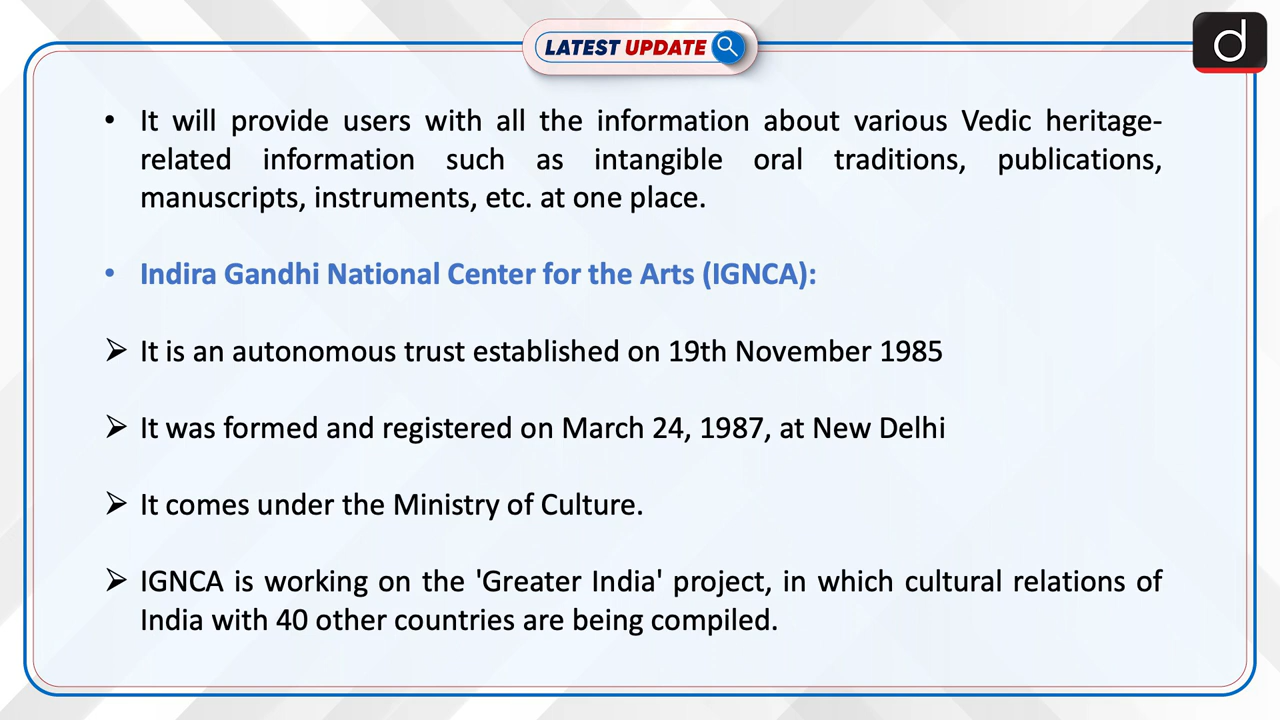 LATEST UPDATE
d
• It will provide users with all the information about various Vedic heritage-
related information such as intangible oral traditions, publications,
manuscripts, instruments, etc. at one place.
• Indira Gandhi National Center for the Arts (IGNCA):
➢ It is an autonomous trust established on 19th November 1985
➢ It was formed and registered on March 24, 1987, at New Delhi
➢ It comes under the Ministry of Culture.
➢ IGNCA is working on the 'Greater India' project, in which cultural relations of
India with 40 other countries are being compiled.